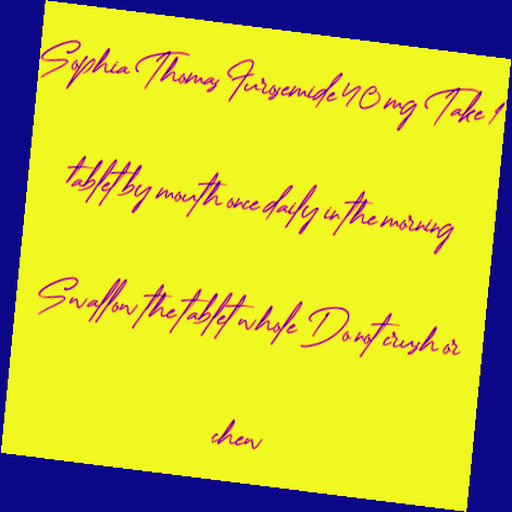 Sophia Thomas Furosemide 40 mg Take 1
tablet by mouth once daily in the morning
Swallow the tablet whole Do not crush or
chew